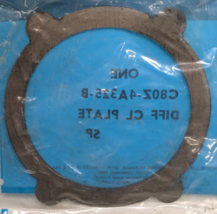 ONE
C8OZ-4A325-B
DIFF CL PLATE
SP